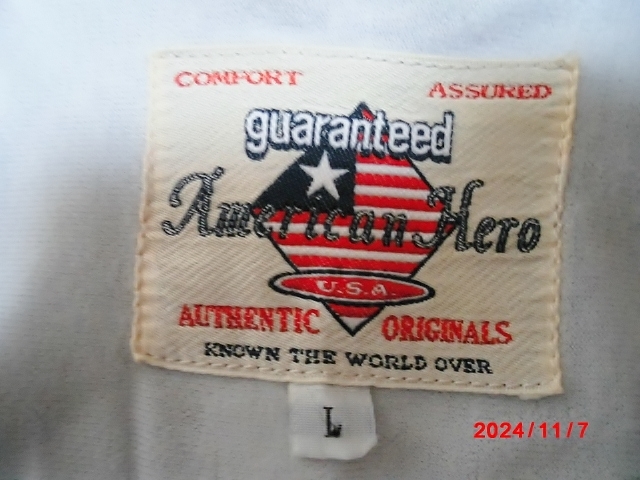 COMFORT ASSURED
guaranteed
American Hero
U.S.A.
AUTHENTIC ORIGINALS
KNOWN THE WORLD OVER
L
2024/11/7